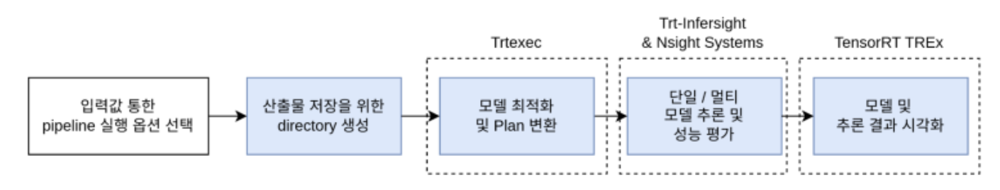 Trtexec
Trt-Infersight
& Nsight Systems
TensorRT TREx
입력값 통한
pipeline 실행 옵션 선택
산출물 저장을 위한
directory 생성
모델 최적화
및 Plan 변환
단일 / 멀티
모델 추론 및
성능 평가
모델 및
추론 결과 시각화